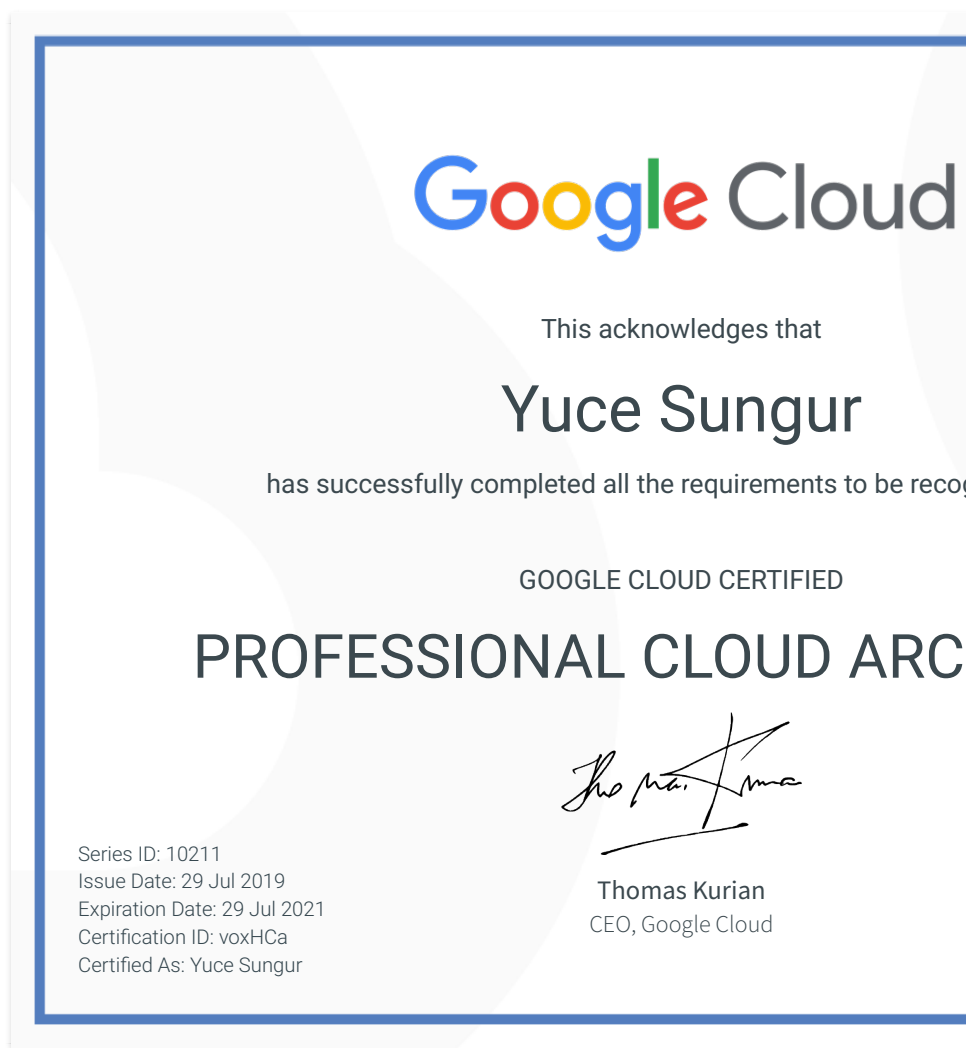 Google Cloud
This acknowledges that
Yuce Sungur
has successfully completed all the requirements to be recog
GOOGLE CLOUD CERTIFIED
PROFESSIONAL CLOUD ARC
Thomas Kurian
CEO, Google Cloud
Series ID: 10211
Issue Date: 29 Jul 2019
Expiration Date: 29 Jul 2021
Certification ID: voxHCa
Certified As: Yuce Sungur